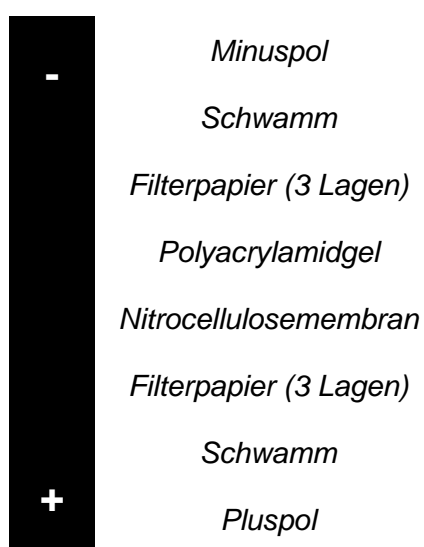 -
Minuspol
Schwamm
Filterpapier (3 Lagen)
Polyacrylamidgel
Nitrocellulosemembran
Filterpapier (3 Lagen)
Schwamm
+
Pluspol